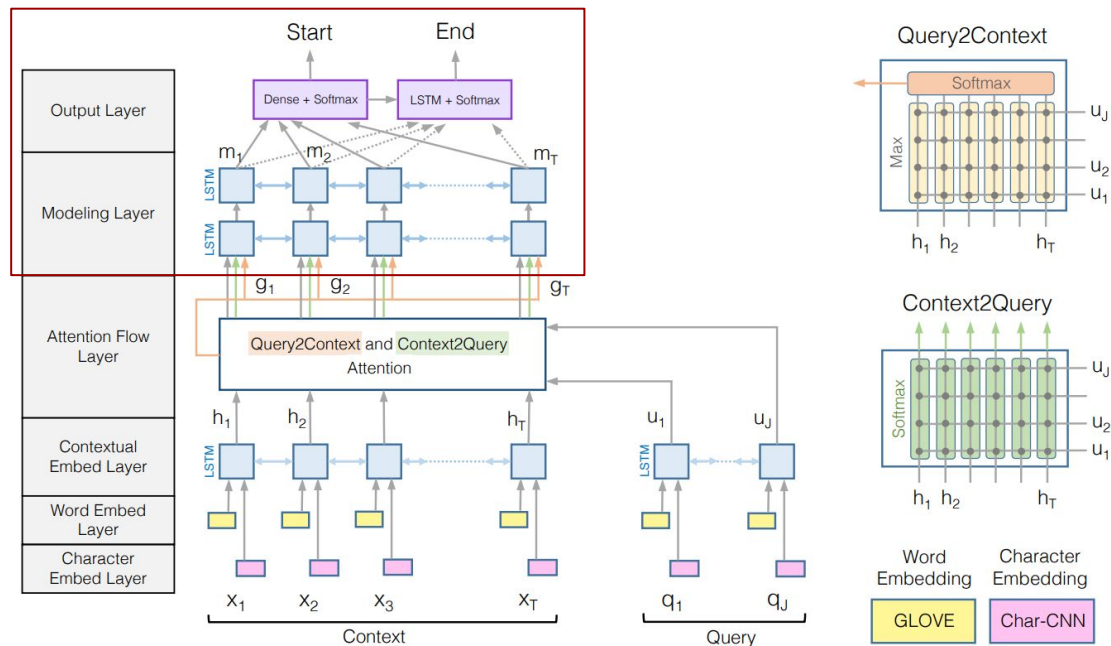 Start End
Output Layer
Dense + Softmax LSTM + Softmax
m1 m2 mT
LSTM
Modeling Layer
LSTM
g1 g2 gT
Attention Flow
Layer
Query2Context and Context2Query
Attention
h1 h2 hT u1 uJ
Contextual
Embed Layer
LSTM LSTM
Word Embed
Layer
Character
Embed Layer
x1 x2 x3 xT q1 qJ
Context Query
Query2Context
Softmax
Max
uJ
u2
u1
h1 h2 hT
Context2Query
Softmax
uJ
u2
u1
h1 h2 hT
Word
Embedding
GLOVE
Character
Embedding
Char-CNN